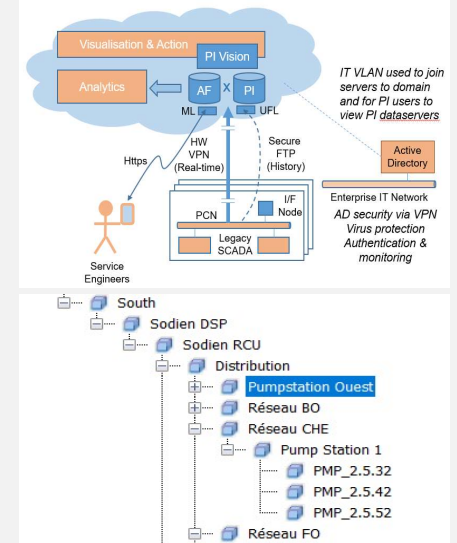 Visualisation & Action
PI Vision
Analytics
AF
X
PI
ML
UFL
IT VLAN used to join
servers to domain
and for PI users to
view PI dataservers
Https
HW
VPN
(Real-time)
Secure
FTP
(History)
Active
Directory
Enterprise IT Network
AD security via VPN
Virus protection
Authentication &
monitoring
PCN
I/F
Node
Legacy
SCADA
Service
Engineers
South
Sodien DSP
Sodien RCU
Distribution
Pumpstation Ouest
Réseau BO
Réseau CHE
Pump Station 1
PMP_2.5.32
PMP_2.5.42
PMP_2.5.52
Réseau FO